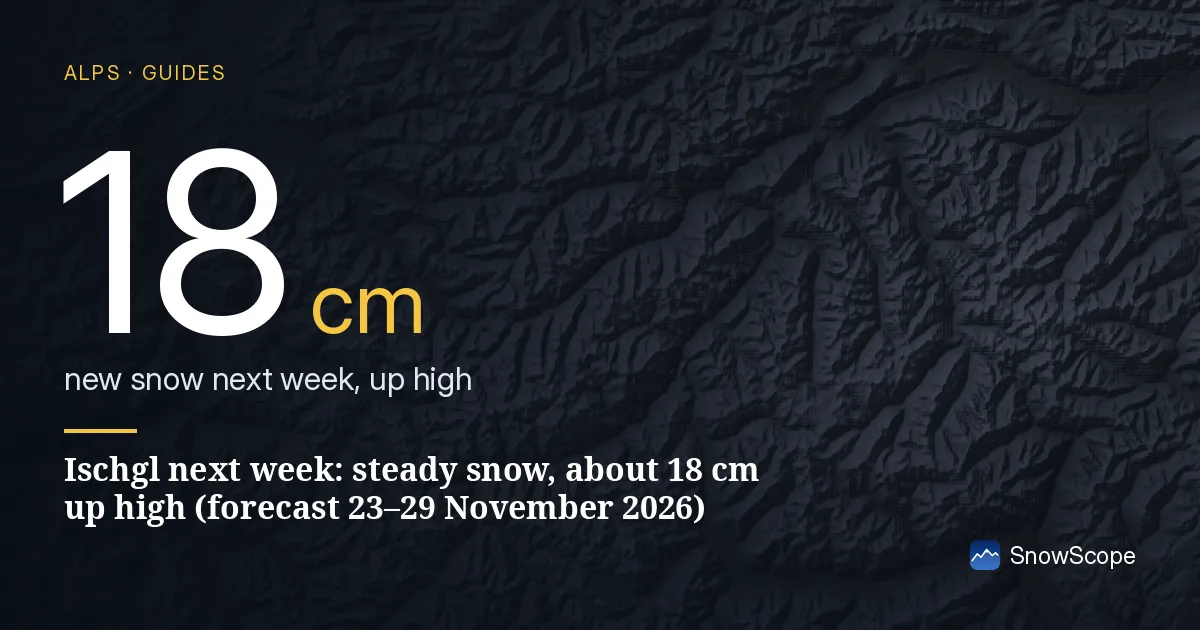 ALPS · GUIDES
18 cm
new snow next week, up high
Ischgl next week: steady snow, about 18 cm
up high (forecast 23–29 November 2026)
SnowScope